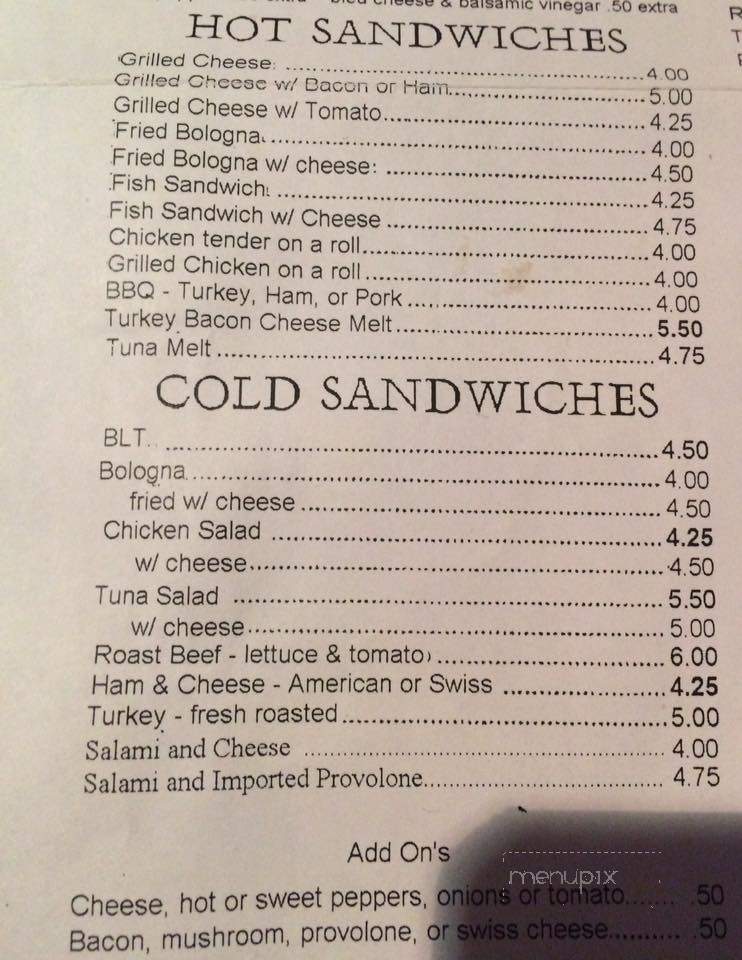 bleu cheese & balsamic vinegar .50 extra
HOT SANDWICHES
Grilled Cheese ... 4.00
Grilled Cheese w/ Bacon or Ham ... 5.00
Grilled Cheese w/ Tomato ... 4.25
Fried Bologna ... 4.00
Fried Bologna w/ cheese ... 4.50
Fish Sandwich ... 4.25
Fish Sandwich w/ Cheese ... 4.75
Chicken tender on a roll ... 4.00
Grilled Chicken on a roll ... 4.00
BBQ - Turkey, Ham, or Pork ... 4.00
Turkey Bacon Cheese Melt ... 5.50
Tuna Melt ... 4.75
COLD SANDWICHES
BLT ... 4.50
Bologna ... 4.00
fried w/ cheese ... 4.50
Chicken Salad ... 4.25
w/ cheese ... 4.50
Tuna Salad ... 5.50
w/ cheese ... 5.00
Roast Beef - lettuce & tomato ... 6.00
Ham & Cheese - American or Swiss ... 4.25
Turkey - fresh roasted ... 5.00
Salami and Cheese ... 4.00
Salami and Imported Provolone ... 4.75
Add On's
menupix
Cheese, hot or sweet peppers, onions or tomato ... .50
Bacon, mushroom, provolone, or swiss cheese ... .50